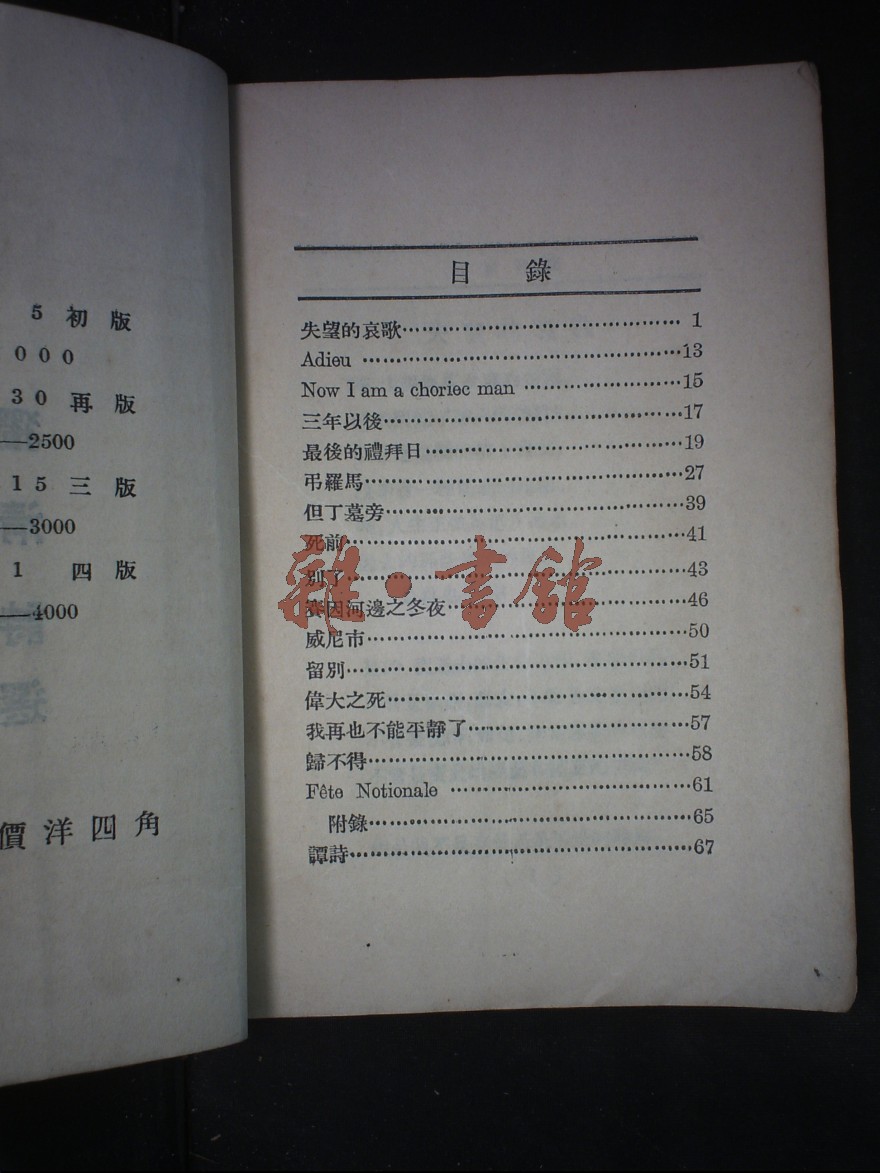 5 初版
000
30 再版
—2500
15 三版
—3000
1 四版
—4000
價洋四角
目 錄
失望的哀歌……1
Adieu……13
Now I am a choriec man……15
三年以後……17
最後的禮拜日……19
弔羅馬……27
但丁墓旁……39
死前……41
別了……43
賽因河邊之冬夜……46
威尼市……50
留別……51
偉大之死……54
我再也不能平靜了……57
歸不得……58
Fête Notionale……61
附錄……65
譚詩……67
雜·書館